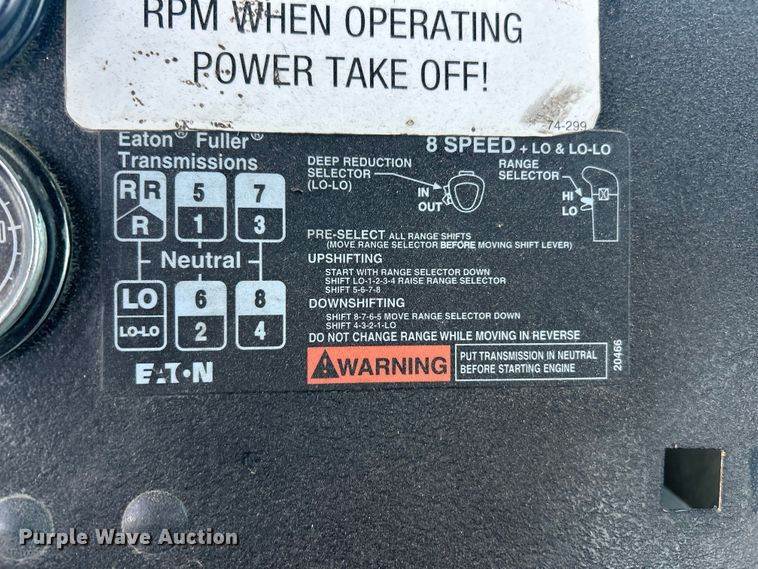 RPM WHEN OPERATING
POWER TAKE OFF!
74-299
Eaton® Fuller®
Transmissions
8 SPEED + LO & LO-LO
DEEP REDUCTION
SELECTOR
(LO-LO)
IN
OUT
RANGE
SELECTOR
HI
LO
R R 5 7
R 1 3
Neutral
LO 6 8
LO-LO 2 4
PRE-SELECT ALL RANGE SHIFTS
(MOVE RANGE SELECTOR BEFORE MOVING SHIFT LEVER)
UPSHIFTING
START WITH RANGE SELECTOR DOWN
SHIFT LO-1-2-3-4 RAISE RANGE SELECTOR
SHIFT 5-6-7-8
DOWNSHIFTING
SHIFT 8-7-6-5 MOVE RANGE SELECTOR DOWN
SHIFT 4-3-2-1-LO
DO NOT CHANGE RANGE WHILE MOVING IN REVERSE
WARNING
PUT TRANSMISSION IN NEUTRAL
BEFORE STARTING ENGINE
20466
EATON
Purple Wave Auction